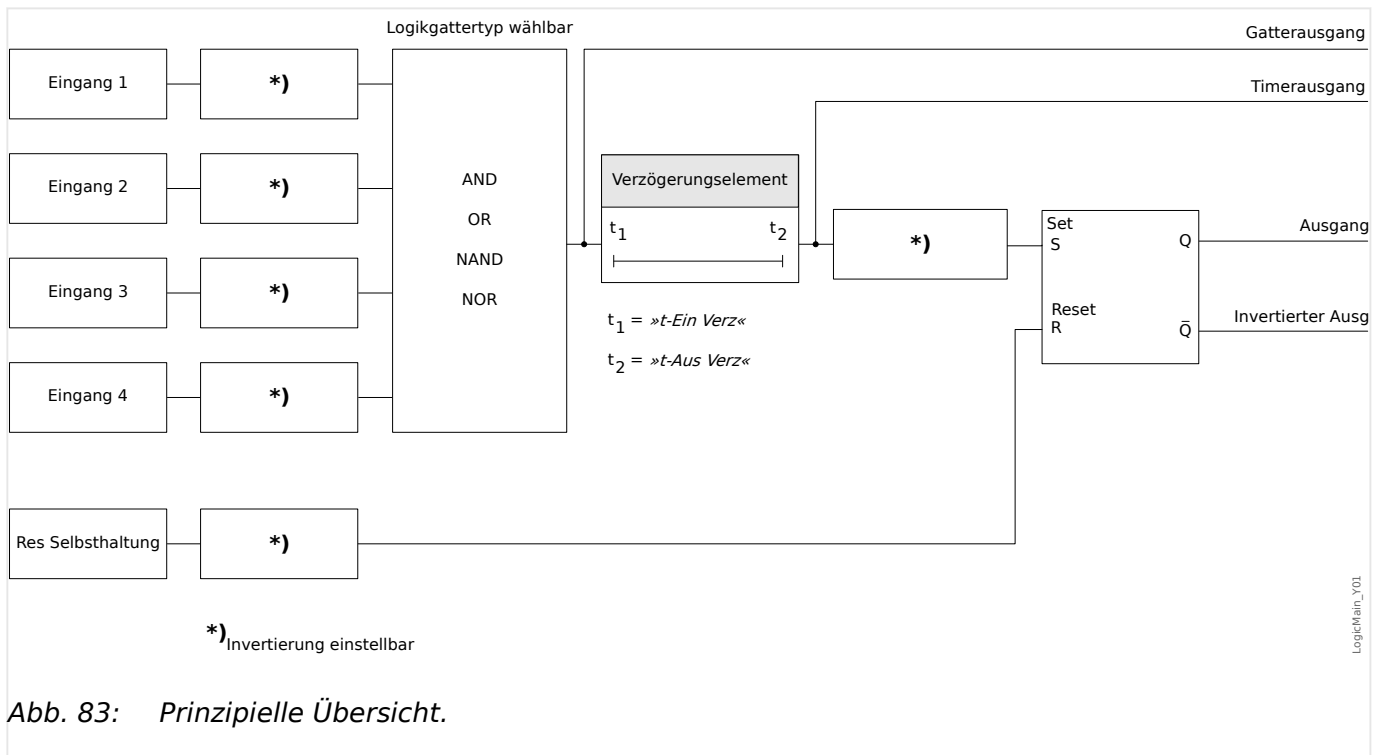 Logikgattertyp wählbar
Gatterausgang
Eingang 1
*)
Timerausgang
Eingang 2
*)
AND
OR
NAND
NOR
Verzögerungselement
t1
t2
*)
Set
S
Q
Ausgang
Eingang 3
*)
t1 = »t-Ein Verz«
t2 = »t-Aus Verz«
Reset
R
Q̄
Invertierter Ausg
Eingang 4
*)
Res Selbsthaltung
*)
*) Invertierung einstellbar
LogicMain_Y01
Abb. 83: Prinzipielle Übersicht.